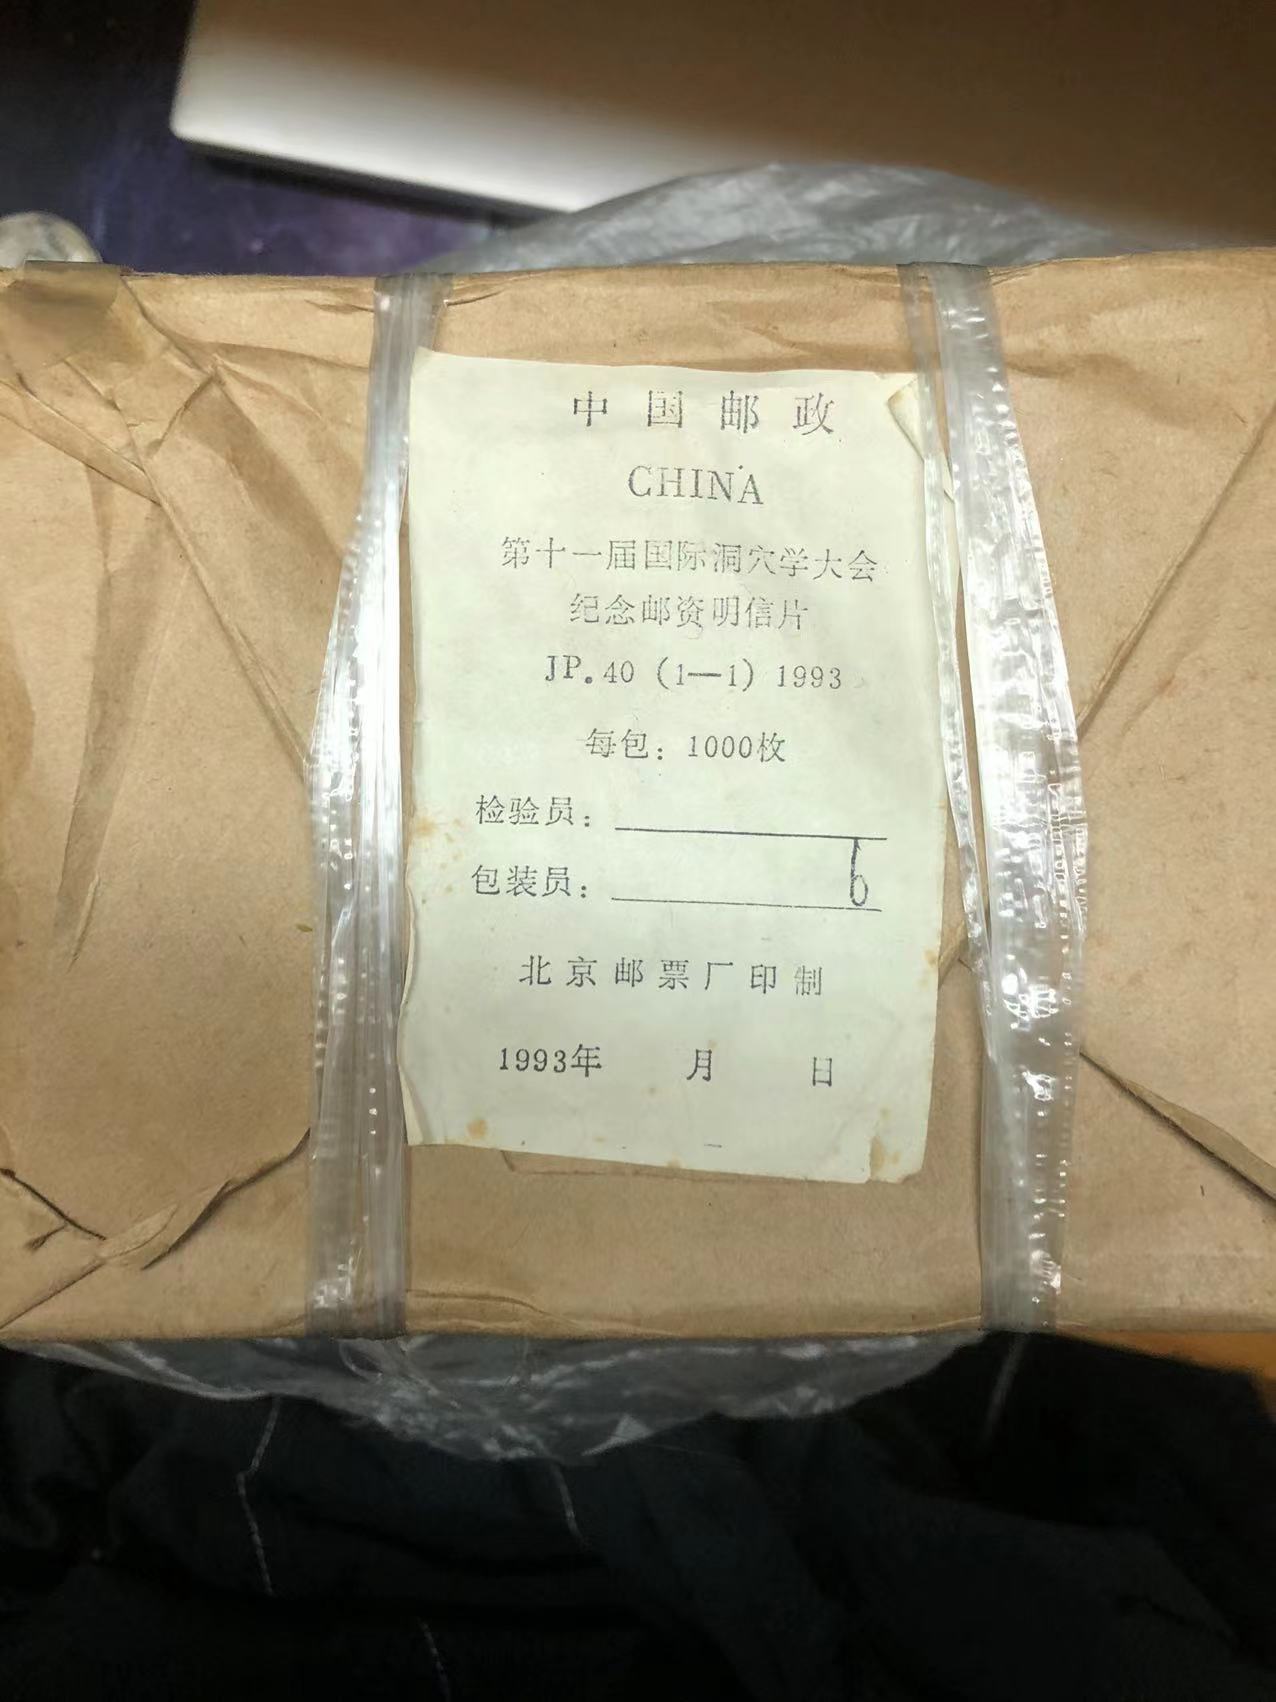 中国邮政
CHINA
第十一届国际洞穴学大会
纪念邮资明信片
JP.40 (1—1) 1993
每包：1000枚
检验员：
包装员： 6
北京邮票厂印制
1993年 月 日